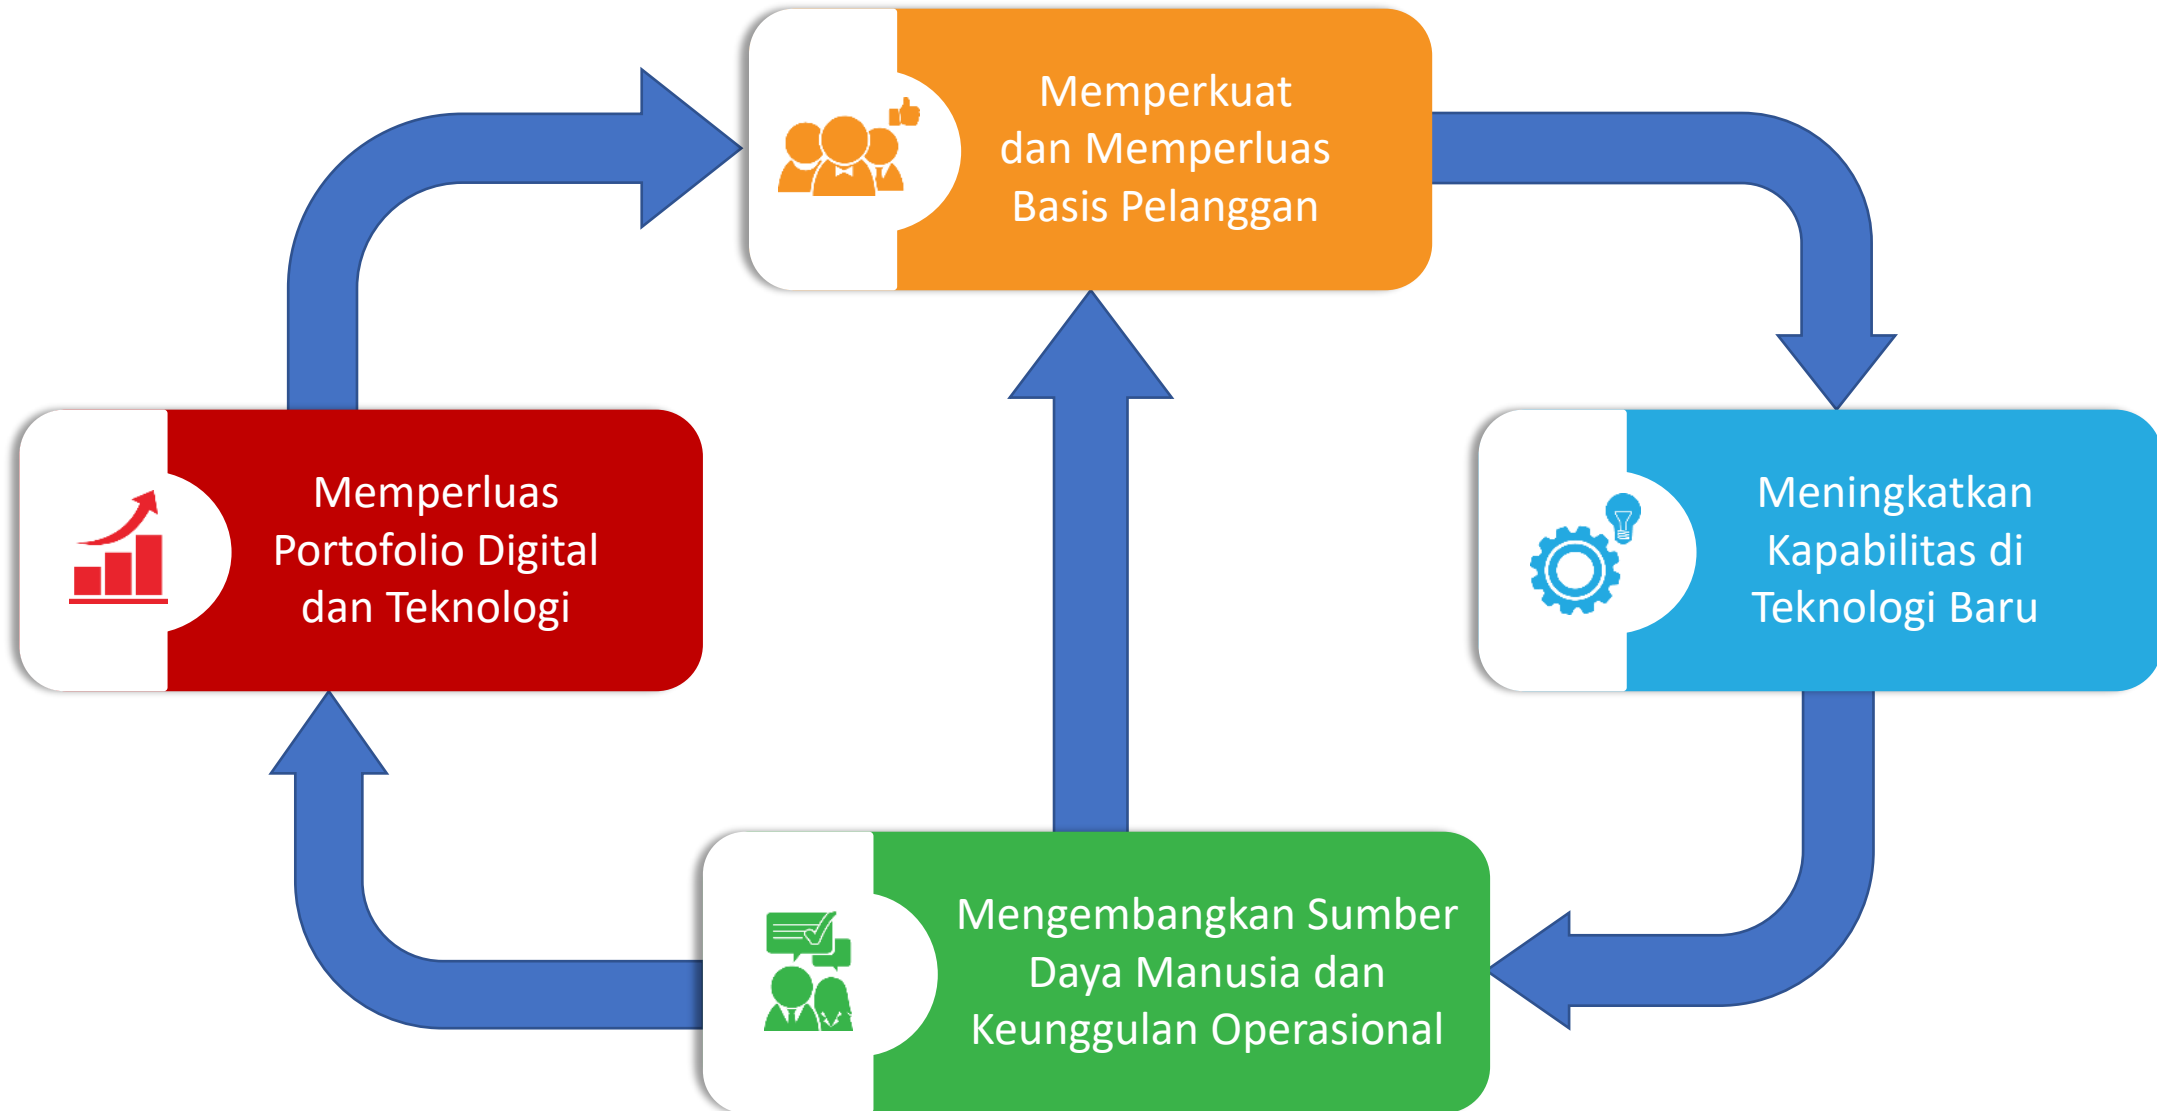 Memperkuat
dan Memperluas
Basis Pelanggan
Memperluas
Portofolio Digital
dan Teknologi
Meningkatkan
Kapabilitas di
Teknologi Baru
Mengembangkan Sumber
Daya Manusia dan
Keunggulan Operasional